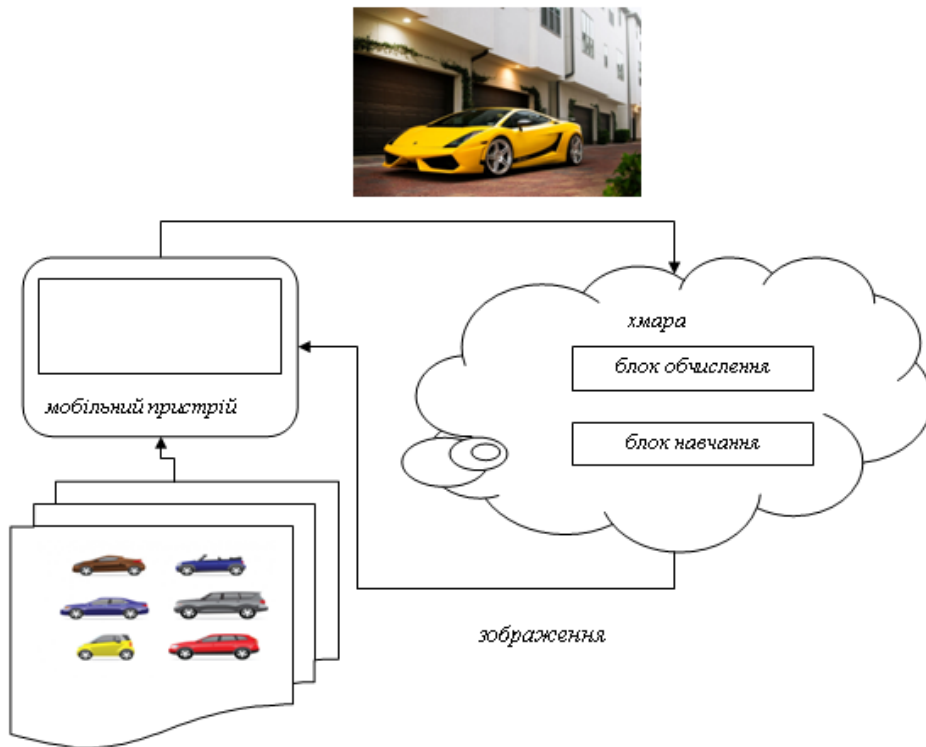 хмара
блок обчислення
мобільний пристрій
блок навчання
зображення